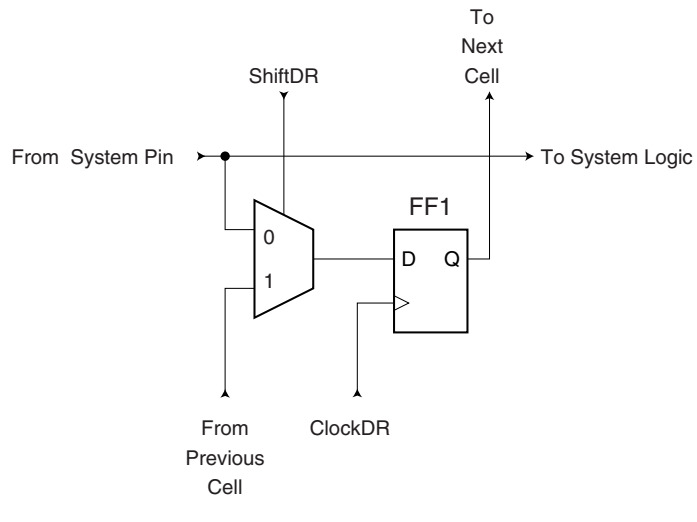 To
Next
Cell
ShiftDR
From System Pin
To System Logic
FF1
0
D Q
1
From
Previous
Cell
ClockDR